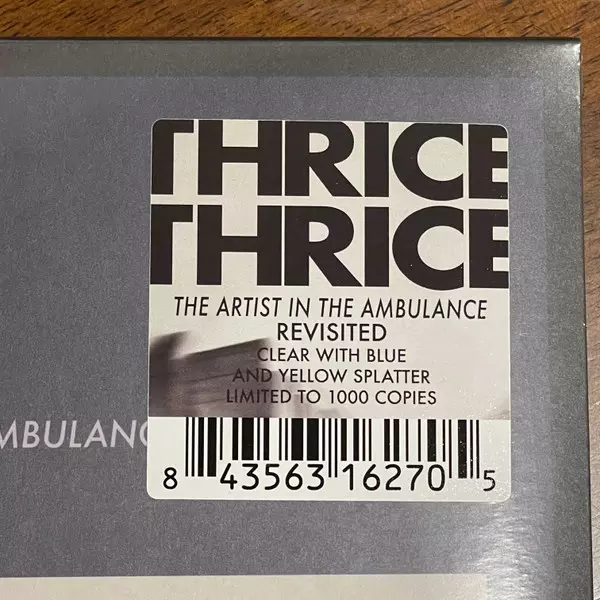 THRICE
THRICE
THE ARTIST IN THE AMBULANCE
REVISITED
CLEAR WITH BLUE
AND YELLOW SPLATTER
LIMITED TO 1000 COPIES
MBULANC
8 43563 16270 5